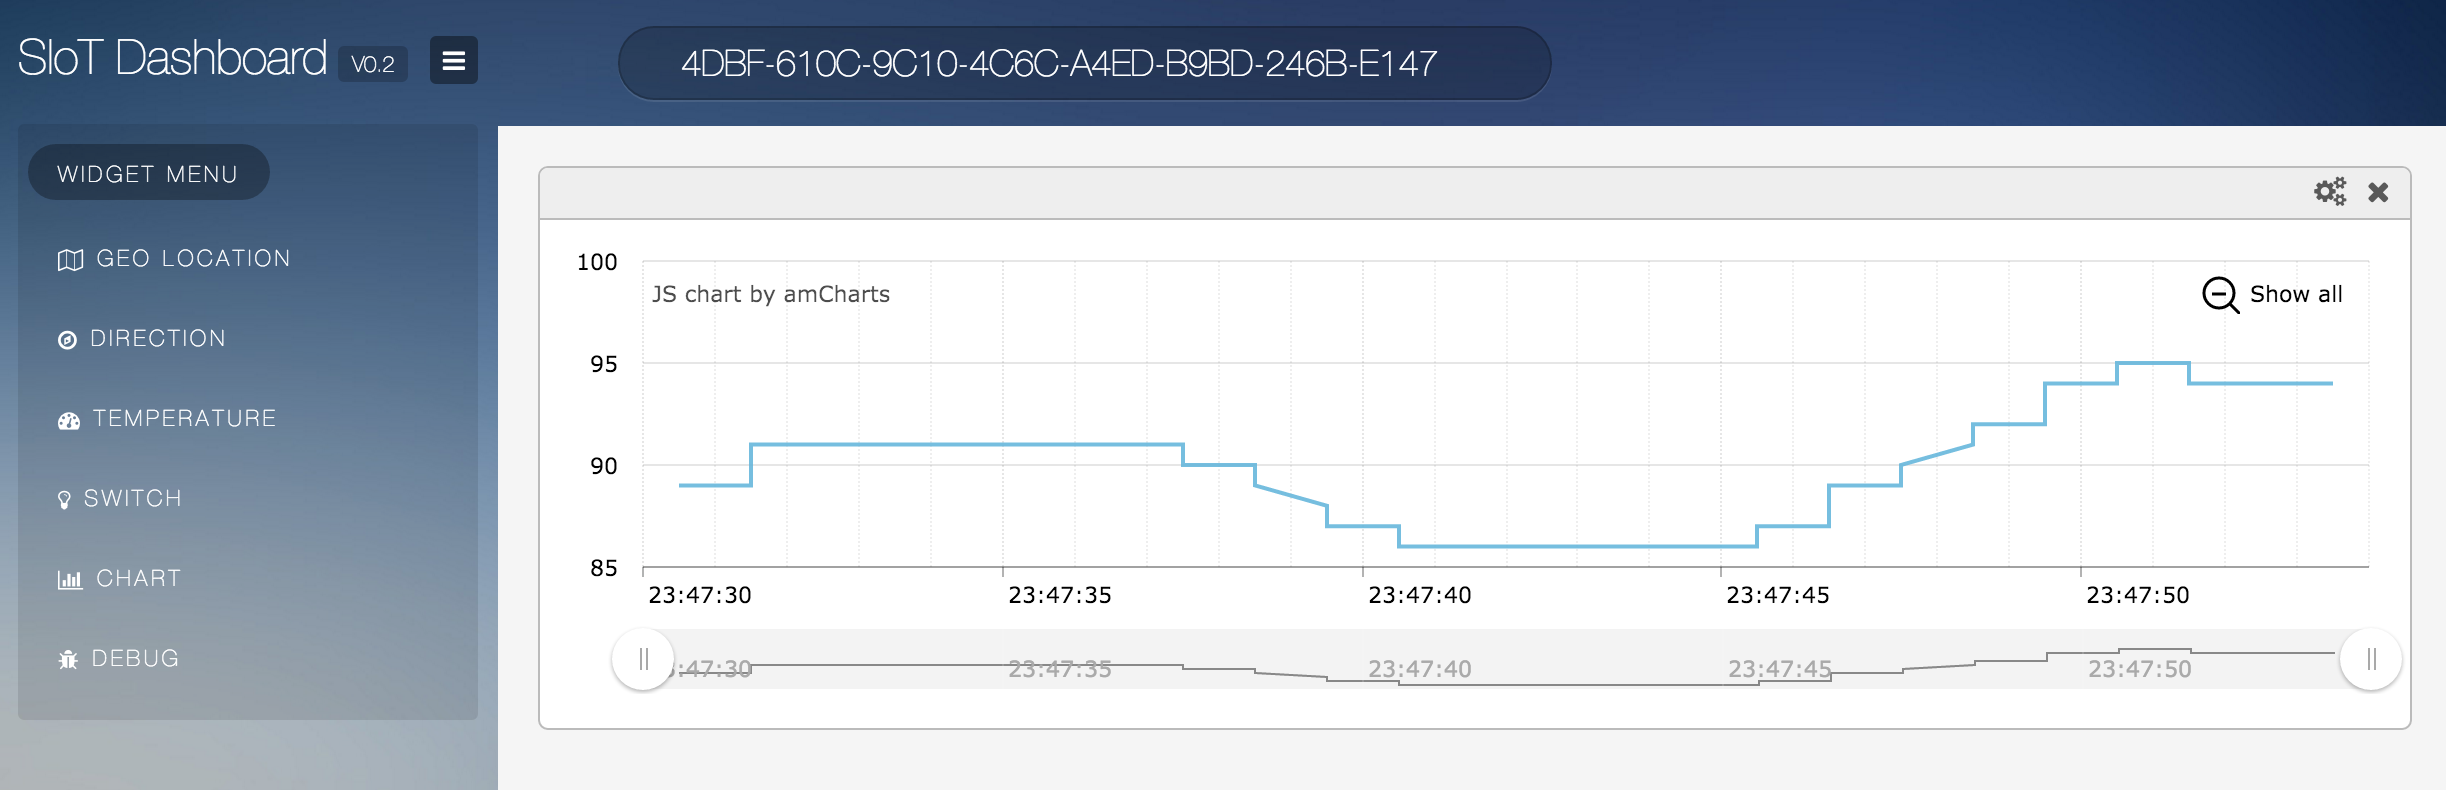 SIoT Dashboard V0.2
4DBF-610C-9C10-4C6C-A4ED-B9BD-246B-E147
WIDGET MENU
GEO LOCATION
DIRECTION
TEMPERATURE
SWITCH
CHART
DEBUG
JS chart by amCharts
Show all
100
95
90
85
23:47:30 23:47:35 23:47:40 23:47:45 23:47:50
:47:30 23:47:35 23:47:40 23:47:45 23:47:50